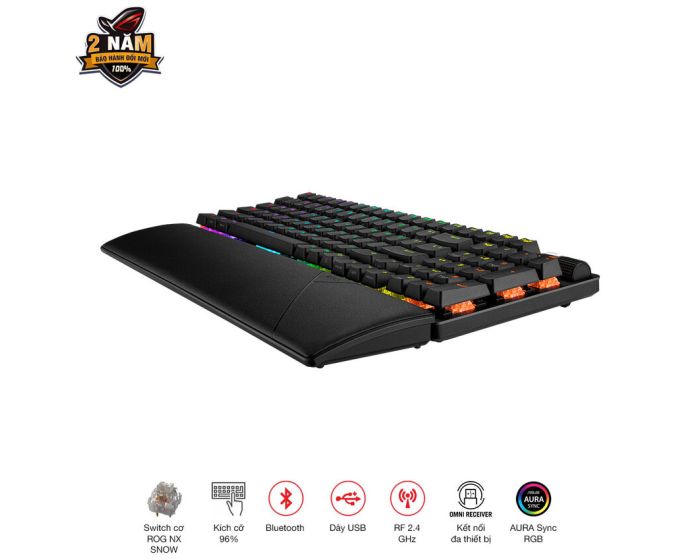 2 NĂM
BẢO HÀNH ĐỔI MỚI
100%
Switch cơ
ROG NX
SNOW
Kích cỡ
96%
Bluetooth
Dây USB
RF 2.4
GHz
OMNI RECEIVER
Kết nối
đa thiết bị
ASUS
AURA
SYNC
AURA Sync
RGB